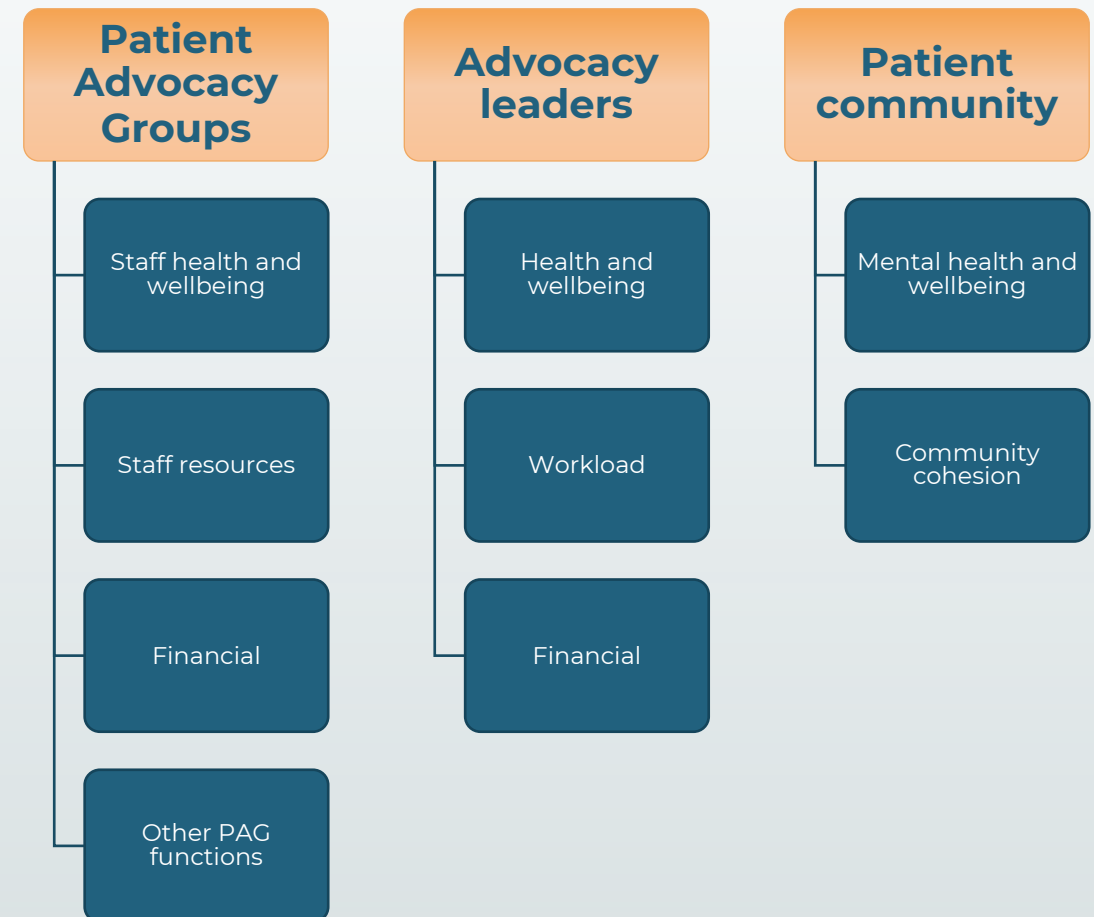 Patient
Advocacy
Groups
Staff health and
wellbeing
Staff resources
Financial
Other PAG
functions
Advocacy
leaders
Health and
wellbeing
Workload
Financial
Patient
community
Mental health and
wellbeing
Community
cohesion